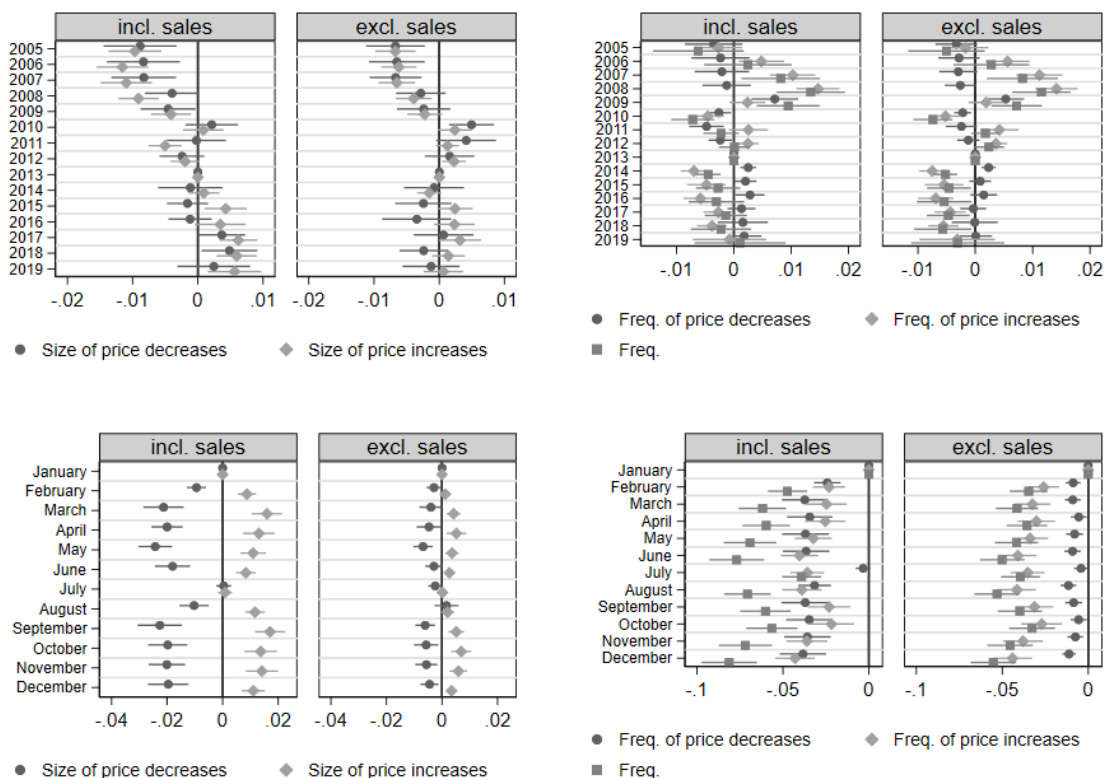 incl. sales excl. sales
2005
2006
2007
2008
2009
2010
2011
2012
2013
2014
2015
2016
2017
2018
2019
-.02 -.01 0 .01 -.02 -.01 0 .01
Size of price decreases Size of price increases
incl. sales excl. sales
2005
2006
2007
2008
2009
2010
2011
2012
2013
2014
2015
2016
2017
2018
2019
-.01 0 .01 .02 -.01 0 .01 .02
Freq. of price decreases Freq. of price increases
Freq.
incl. sales excl. sales
January
February
March
April
May
June
July
August
September
October
November
December
-.04 -.02 0 .02 -.04 -.02 0 .02
Size of price decreases Size of price increases
incl. sales excl. sales
January
February
March
April
May
June
July
August
September
October
November
December
-.1 -.05 0 -.1 -.05 0
Freq. of price decreases Freq. of price increases
Freq.